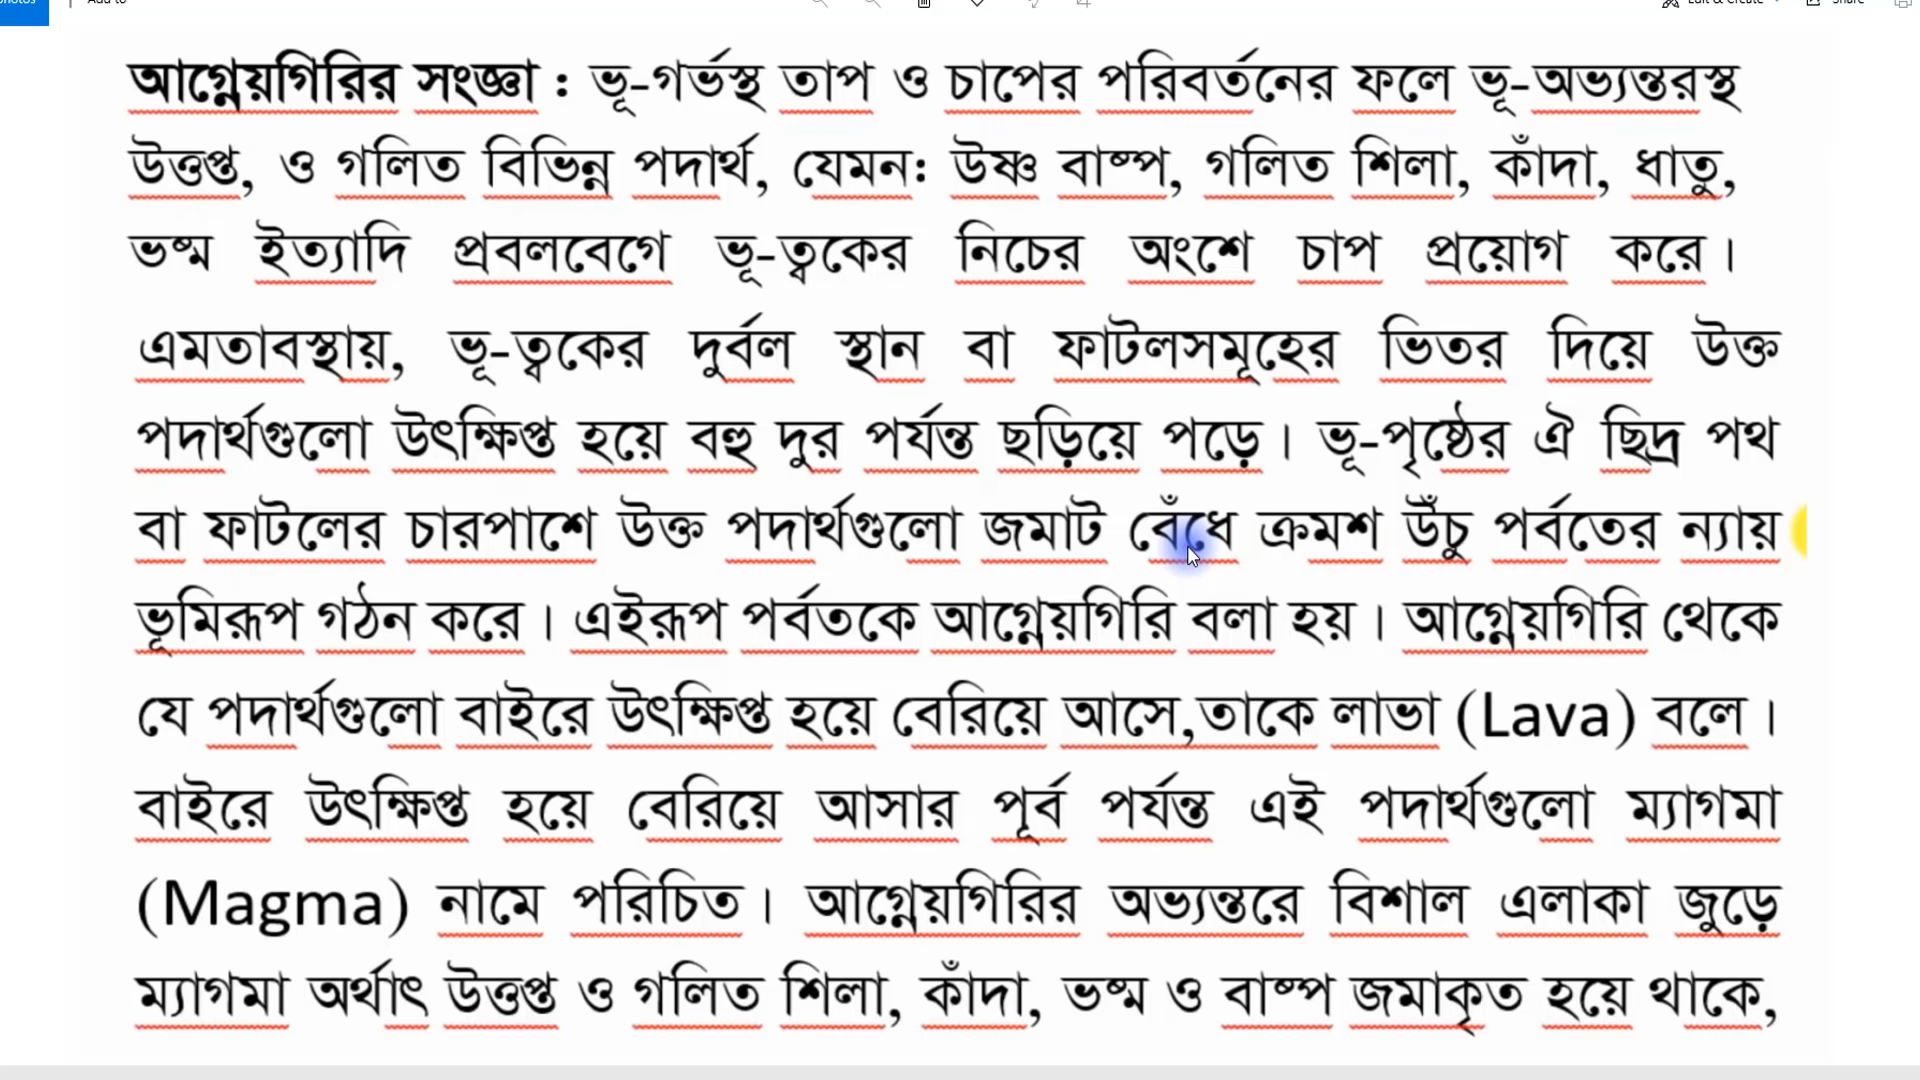 আগ্নেয়গিরির সংজ্ঞা : ভূ-গর্ভস্থ তাপ ও চাপের পরিবর্তনের ফলে ভূ-অভ্যন্তরস্থ
উত্তপ্ত, ও গলিত বিভিন্ন পদার্থ, যেমন: উষ্ণ বাষ্প, গলিত শিলা, কাঁদা, ধাতু,
ভষ্ম ইত্যাদি প্রবলবেগে ভূ-ত্বকের নিচের অংশে চাপ প্রয়োগ করে।
এমতাবস্থায়, ভূ-ত্বকের দুর্বল স্থান বা ফাটলসমূহের ভিতর দিয়ে উক্ত
পদার্থগুলো উৎক্ষিপ্ত হয়ে বহু দুর পর্যন্ত ছড়িয়ে পড়ে। ভূ-পৃষ্ঠের ঐ ছিদ্র পথ
বা ফাটলের চারপাশে উক্ত পদার্থগুলো জমাট বেঁধে ক্রমশ উঁচু পর্বতের ন্যায়
ভূমিরূপ গঠন করে। এইরূপ পর্বতকে আগ্নেয়গিরি বলা হয়। আগ্নেয়গিরি থেকে
যে পদার্থগুলো বাইরে উৎক্ষিপ্ত হয়ে বেরিয়ে আসে,তাকে লাভা (Lava) বলে।
বাইরে উৎক্ষিপ্ত হয়ে বেরিয়ে আসার পূর্ব পর্যন্ত এই পদার্থগুলো ম্যাগমা
(Magma) নামে পরিচিত। আগ্নেয়গিরির অভ্যন্তরে বিশাল এলাকা জুড়ে
ম্যাগমা অর্থাৎ উত্তপ্ত ও গলিত শিলা, কাঁদা, ভষ্ম ও বাষ্প জমাকৃত হয়ে থাকে,